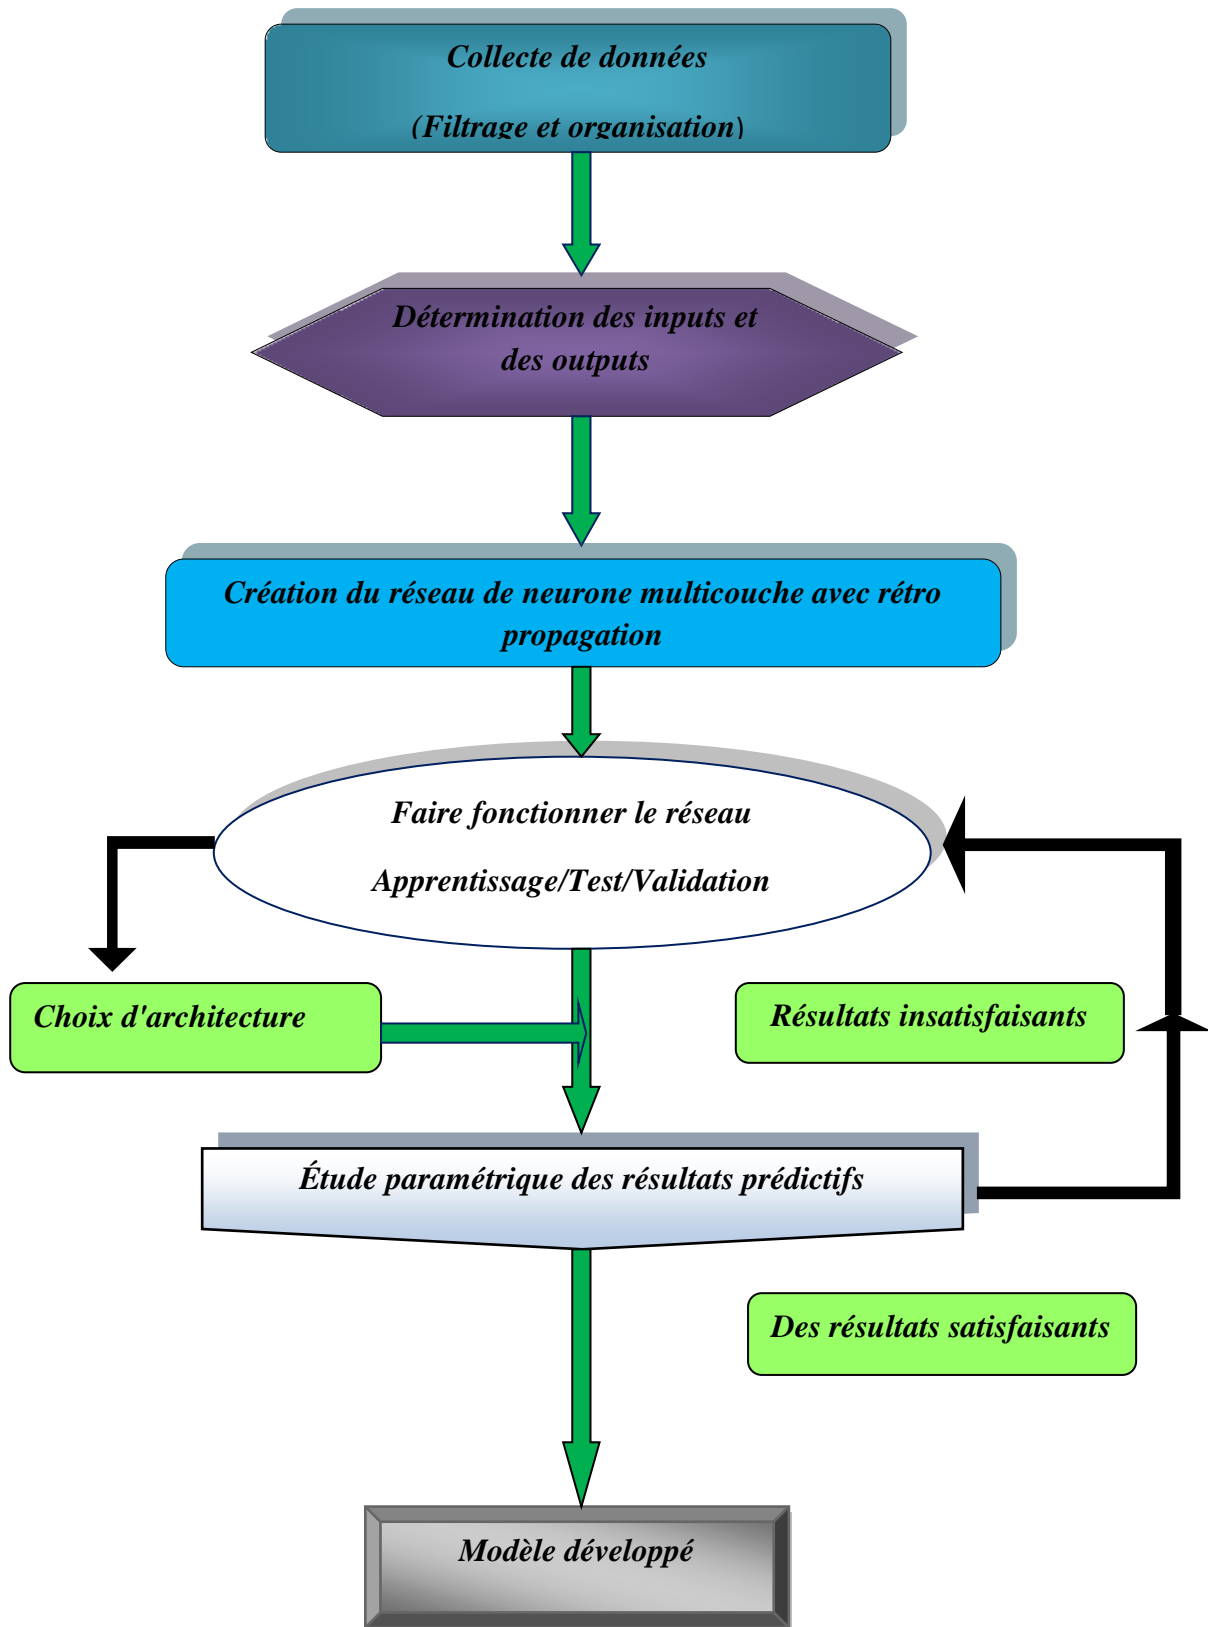 Collecte de données
(Filtrage et organisation)
Détermination des inputs et
des outputs
Création du réseau de neurone multicouche avec rétro
propagation
Faire fonctionner le réseau
Apprentissage/Test/Validation
Choix d'architecture
Résultats insatisfaisants
Étude paramétrique des résultats prédictifs
Des résultats satisfaisants
Modèle développé